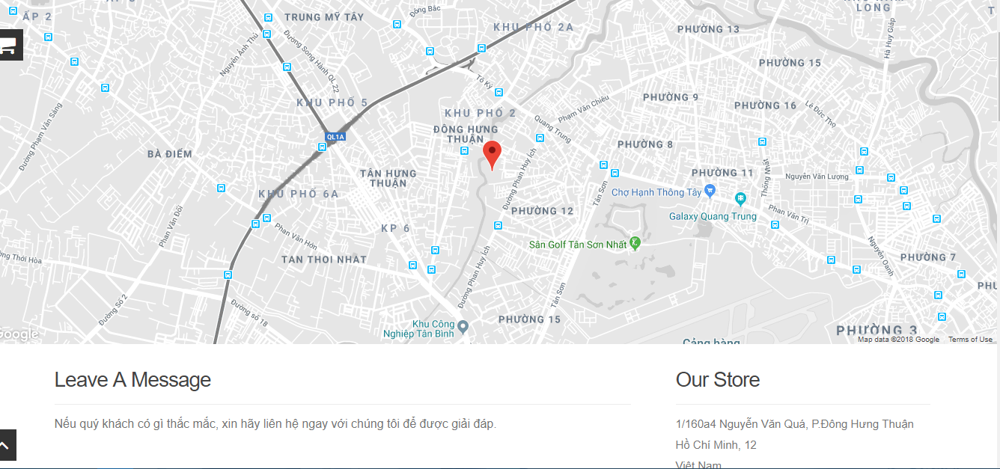 ẤP 2
TRUNG MỸ TÂY
Đông Bắc
KHU PHỐ 2A
LONG
PHƯỜNG 13
Hà Huy Giáp
Nguyễn Ảnh Thủ
Đường Song Hành QL 22
PHƯỜNG 15
Tô Ký
KHU PHỐ 5
PHƯỜNG 9
PHƯỜNG 16
Lê Đức Thọ
Đường Phạm Văn Sáng
KHU PHỐ 2
Phạm Văn Chiêu
Quang Trung
ĐÔNG HƯNG
THUẬN
QL1A
PHƯỜNG 8
BÀ ĐIỂM
TÂN HƯNG
THUẬN
Đường Phan Huy Ích
PHƯỜNG 11
Thống Nhất
Nguyễn Văn Lượng
KHU PHỐ 6A
Tân Sơn
Chợ Hạnh Thông Tây
PHƯỜNG 12
Galaxy Quang Trung
Phan Văn Trị
Phan Văn Đối
KP 6
Phan Văn Hớn
Sân Golf Tân Sơn Nhất
Nguyễn Oanh
TAN THOI NHAT
PHƯỜNG 7
Thới Hòa
Đường Phan Huy Ích
Tân Sơn
Đường Số 2
Đường số 18
PHƯỜNG 15
Khu Công
Nghiệp Tân Bình
PHƯỜNG 3
Cảng hàng
Google
Map data ©2018 Google Terms of Use
Leave A Message
Nếu quý khách có gì thắc mắc, xin hãy liên hệ ngay với chúng tôi để được giải đáp.
Our Store
1/160a4 Nguyễn Văn Quá, P.Đông Hưng Thuận
Hồ Chí Minh, 12
Việt Nam